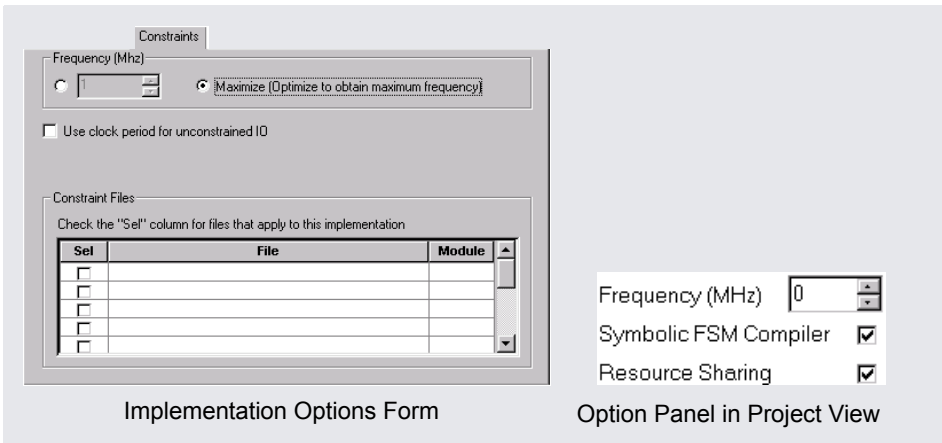 Constraints
Frequency (Mhz)
1
Maximize (Optimize to obtain maximum frequency)
Use clock period for unconstrained IO
Constraint Files
Check the "Sel" column for files that apply to this implementation
Sel File Module
Implementation Options Form
Frequency (MHz) 0
Symbolic FSM Compiler
Resource Sharing
Option Panel in Project View